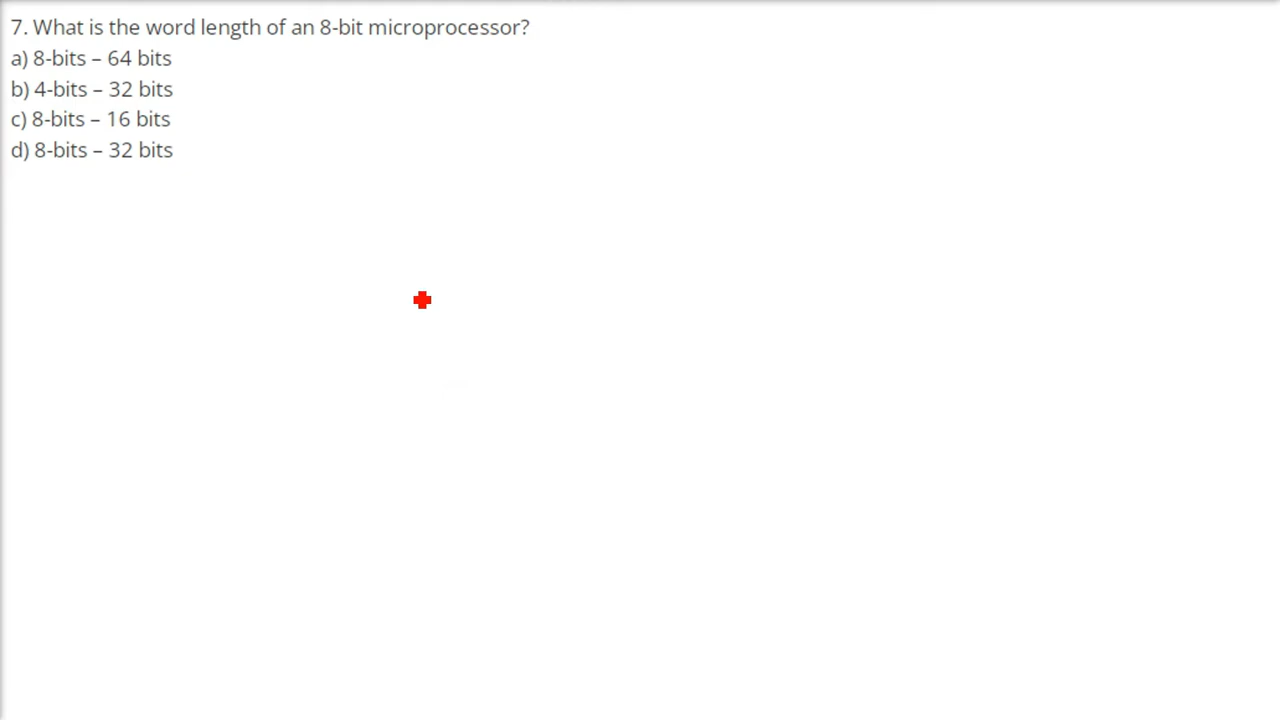 7. What is the word length of an 8-bit microprocessor?
a) 8-bits – 64 bits
b) 4-bits – 32 bits
c) 8-bits – 16 bits
d) 8-bits – 32 bits